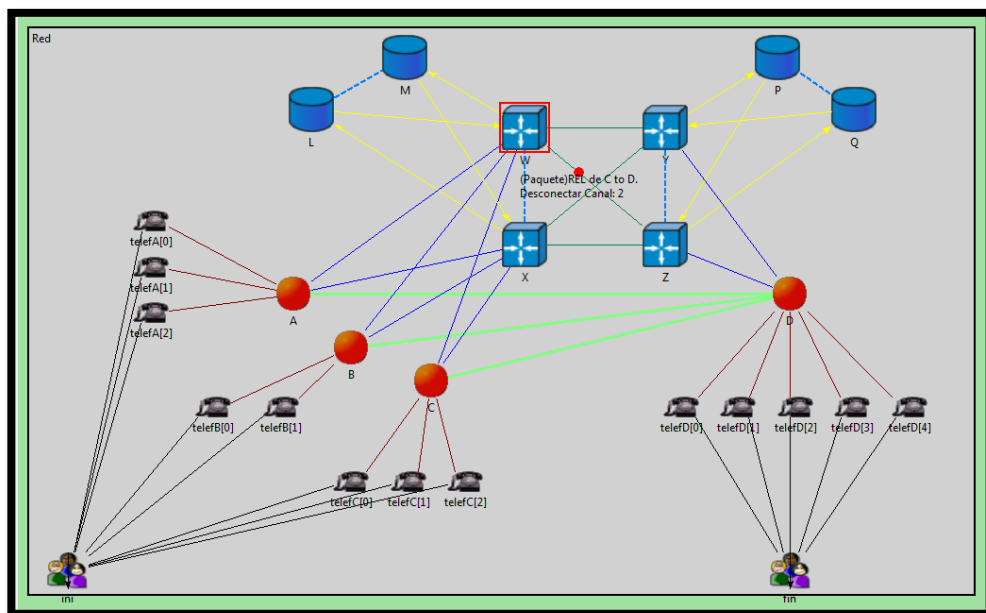 Red
M
P
L
Q
W
Y
(Paquete)REL de C to D.
Desconectar Canal: 2
telefA[0]
X
Z
telefA[1]
telefA[2]
A
D
B
C
telefB[0]
telefB[1]
telefD[0]
telefD[1]
telefD[2]
telefD[3]
telefD[4]
telefC[0]
telefC[1]
telefC[2]
ini
fin